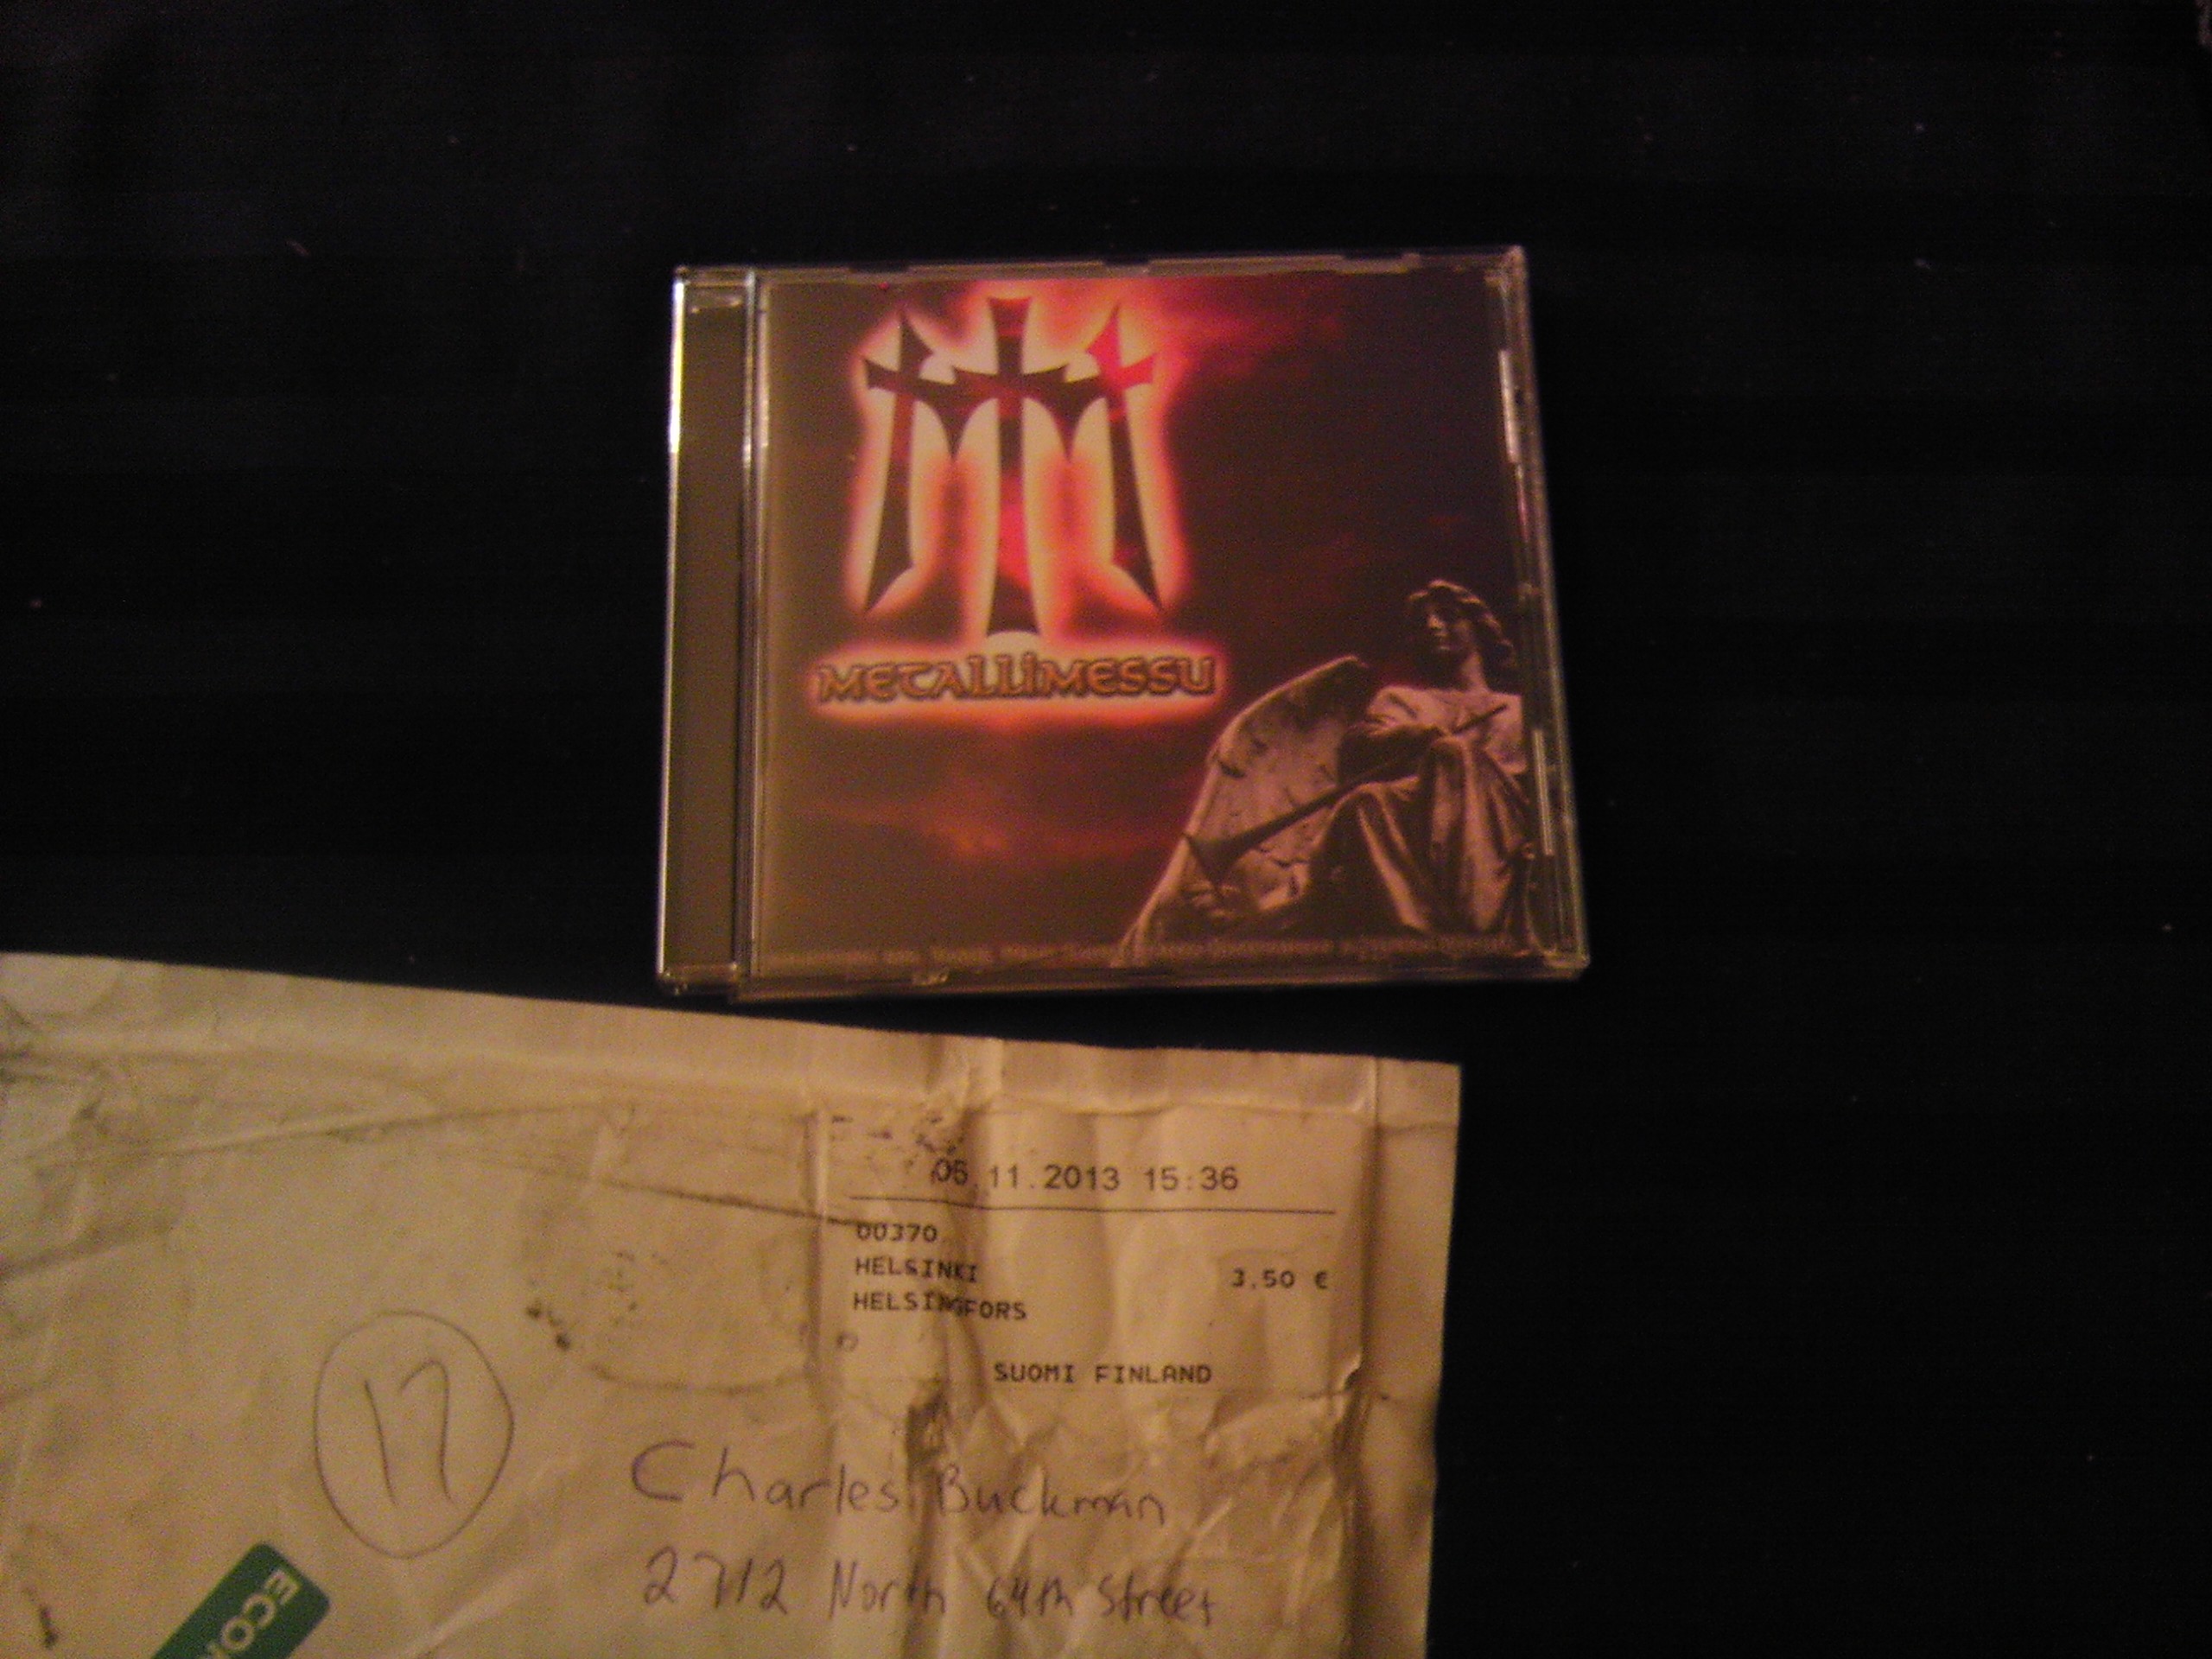 METALLIMESSU
05.11.2013 15:36
00370
HELSINKI
3.50 €
HELSINGFORS
SUOMI FINLAND
17
Charles Buckman
2712 North 64th Street
ECO